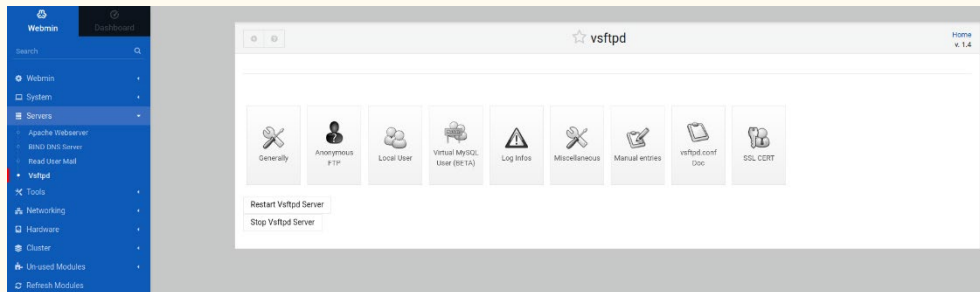 Webmin
Dashboard
Search
Webmin
System
Servers
Apache Webserver
BIND DNS Server
Read User Mail
Vsftpd
Tools
Networking
Hardware
Cluster
Un-used Modules
Refresh Modules
vsftpd
Home
v. 1.4
Generally
Anonymous
FTP
Local User
Virtual MySQL
User (BETA)
Log Infos
Miscellaneous
Manual entries
vsftpd.conf
Doc
SSL CERT
Restart Vsftpd Server
Stop Vsftpd Server